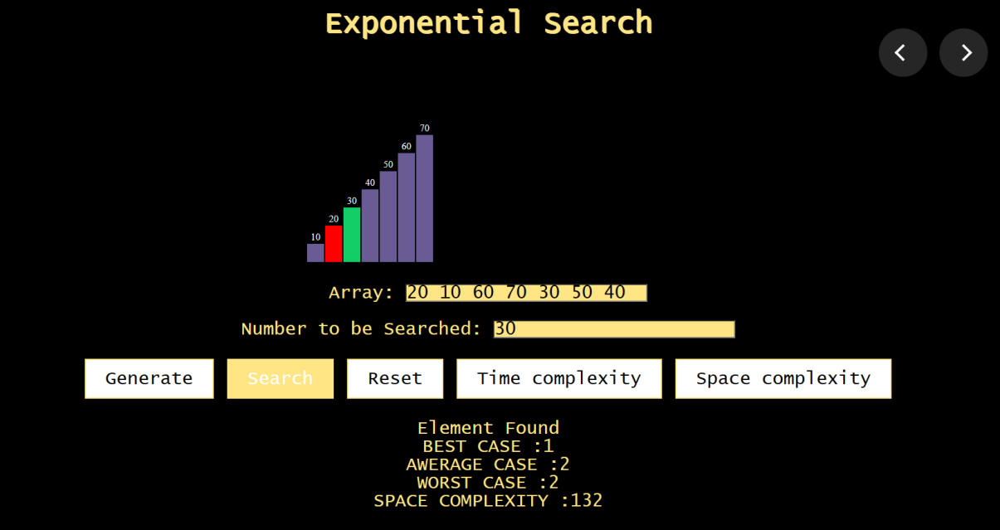 Exponential Search
70
60
50
40
30
20
10
Array: 20 10 60 70 30 50 40
Number to be Searched: 30
Generate Search Reset Time complexity Space complexity
Element Found
BEST CASE :1
AWERAGE CASE :2
WORST CASE :2
SPACE COMPLEXITY :132